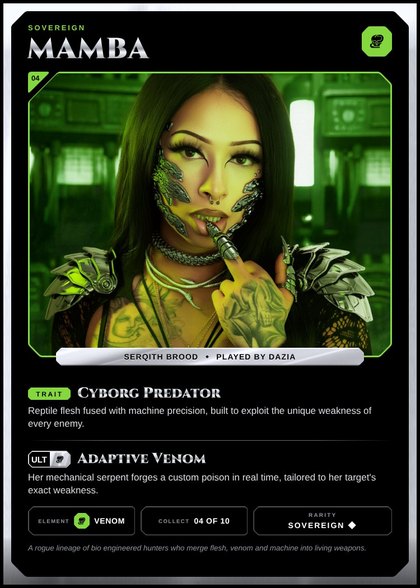 SOVEREIGN
MAMBA
04
SERQITH BROOD • PLAYED BY DAZIA
TRAIT CYBORG PREDATOR
Reptile flesh fused with machine precision, built to exploit the unique weakness of
every enemy.
ULT ADAPTIVE VENOM
Her mechanical serpent forges a custom poison in real time, tailored to her target's
exact weakness.
ELEMENT VENOM
COLLECT 04 OF 10
RARITY
SOVEREIGN ◆
A rogue lineage of bio engineered hunters who merge flesh, venom and machine into living weapons.